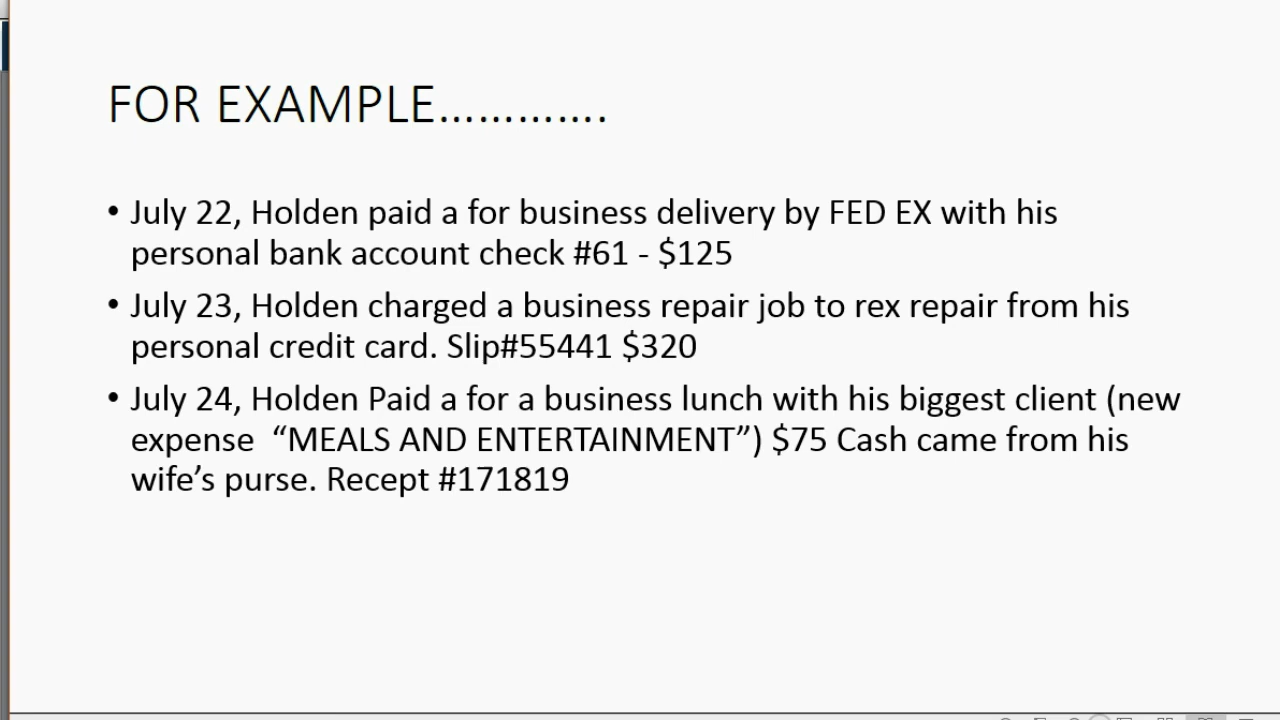 FOR EXAMPLE………….
• July 22, Holden paid a for business delivery by FED EX with his
personal bank account check #61 - $125
• July 23, Holden charged a business repair job to rex repair from his
personal credit card. Slip#55441 $320
• July 24, Holden Paid a for a business lunch with his biggest client (new
expense  “MEALS AND ENTERTAINMENT”) $75 Cash came from his
wife’s purse. Recept #171819